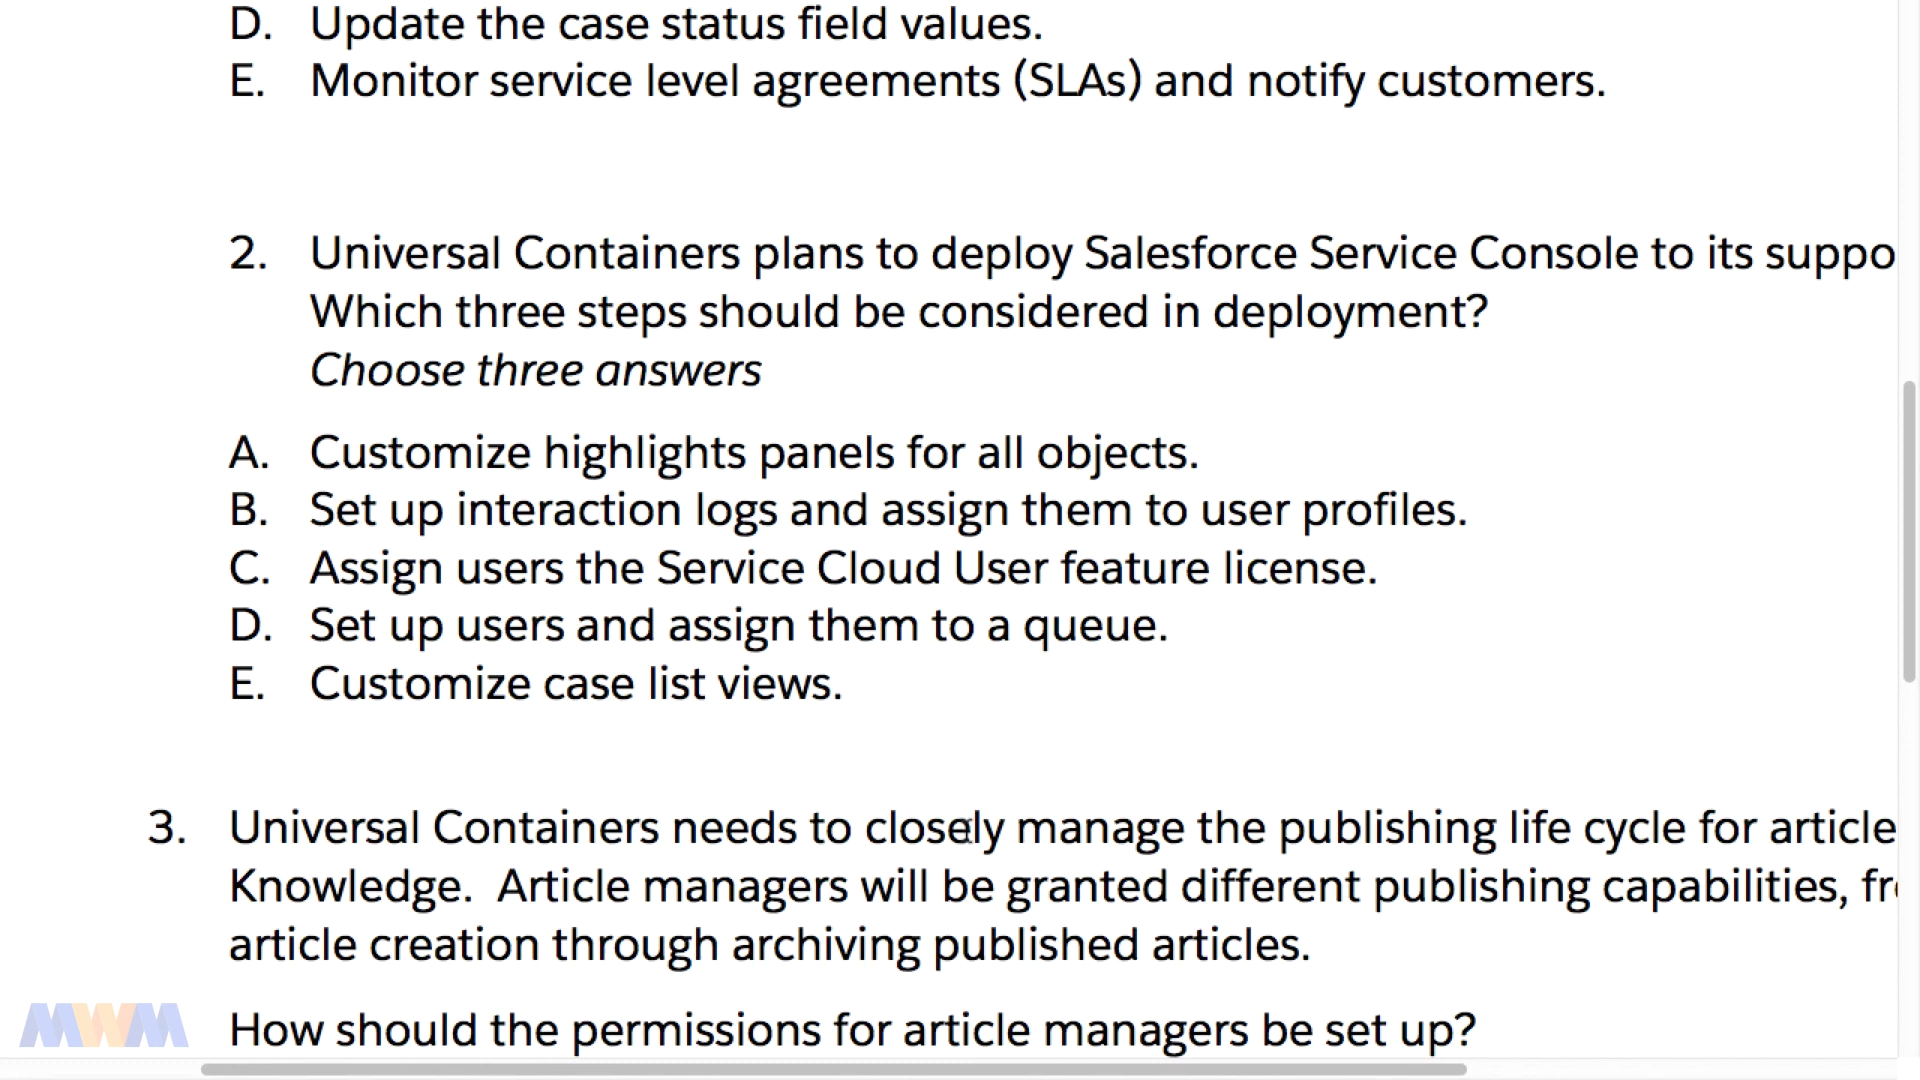 D. Update the case status field values.
E. Monitor service level agreements (SLAs) and notify customers.
2. Universal Containers plans to deploy Salesforce Service Console to its suppo
Which three steps should be considered in deployment?
Choose three answers
A. Customize highlights panels for all objects.
B. Set up interaction logs and assign them to user profiles.
C. Assign users the Service Cloud User feature license.
D. Set up users and assign them to a queue.
E. Customize case list views.
3. Universal Containers needs to closely manage the publishing life cycle for article
Knowledge. Article managers will be granted different publishing capabilities, fr
article creation through archiving published articles.
How should the permissions for article managers be set up?
MWM